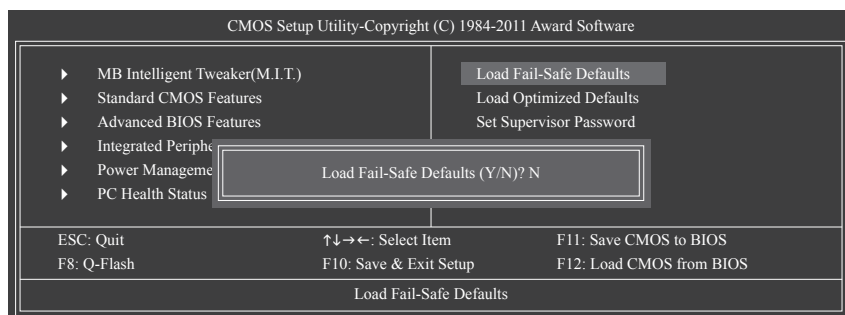 CMOS Setup Utility-Copyright (C) 1984-2011 Award Software
MB Intelligent Tweaker(M.I.T.)
Standard CMOS Features
Advanced BIOS Features
Integrated Periphe
Power Manageme
PC Health Status
Load Fail-Safe Defaults
Load Optimized Defaults
Set Supervisor Password
Load Fail-Safe Defaults (Y/N)? N
ESC: Quit ↑↓→←: Select Item F11: Save CMOS to BIOS
F8: Q-Flash F10: Save & Exit Setup F12: Load CMOS from BIOS
Load Fail-Safe Defaults